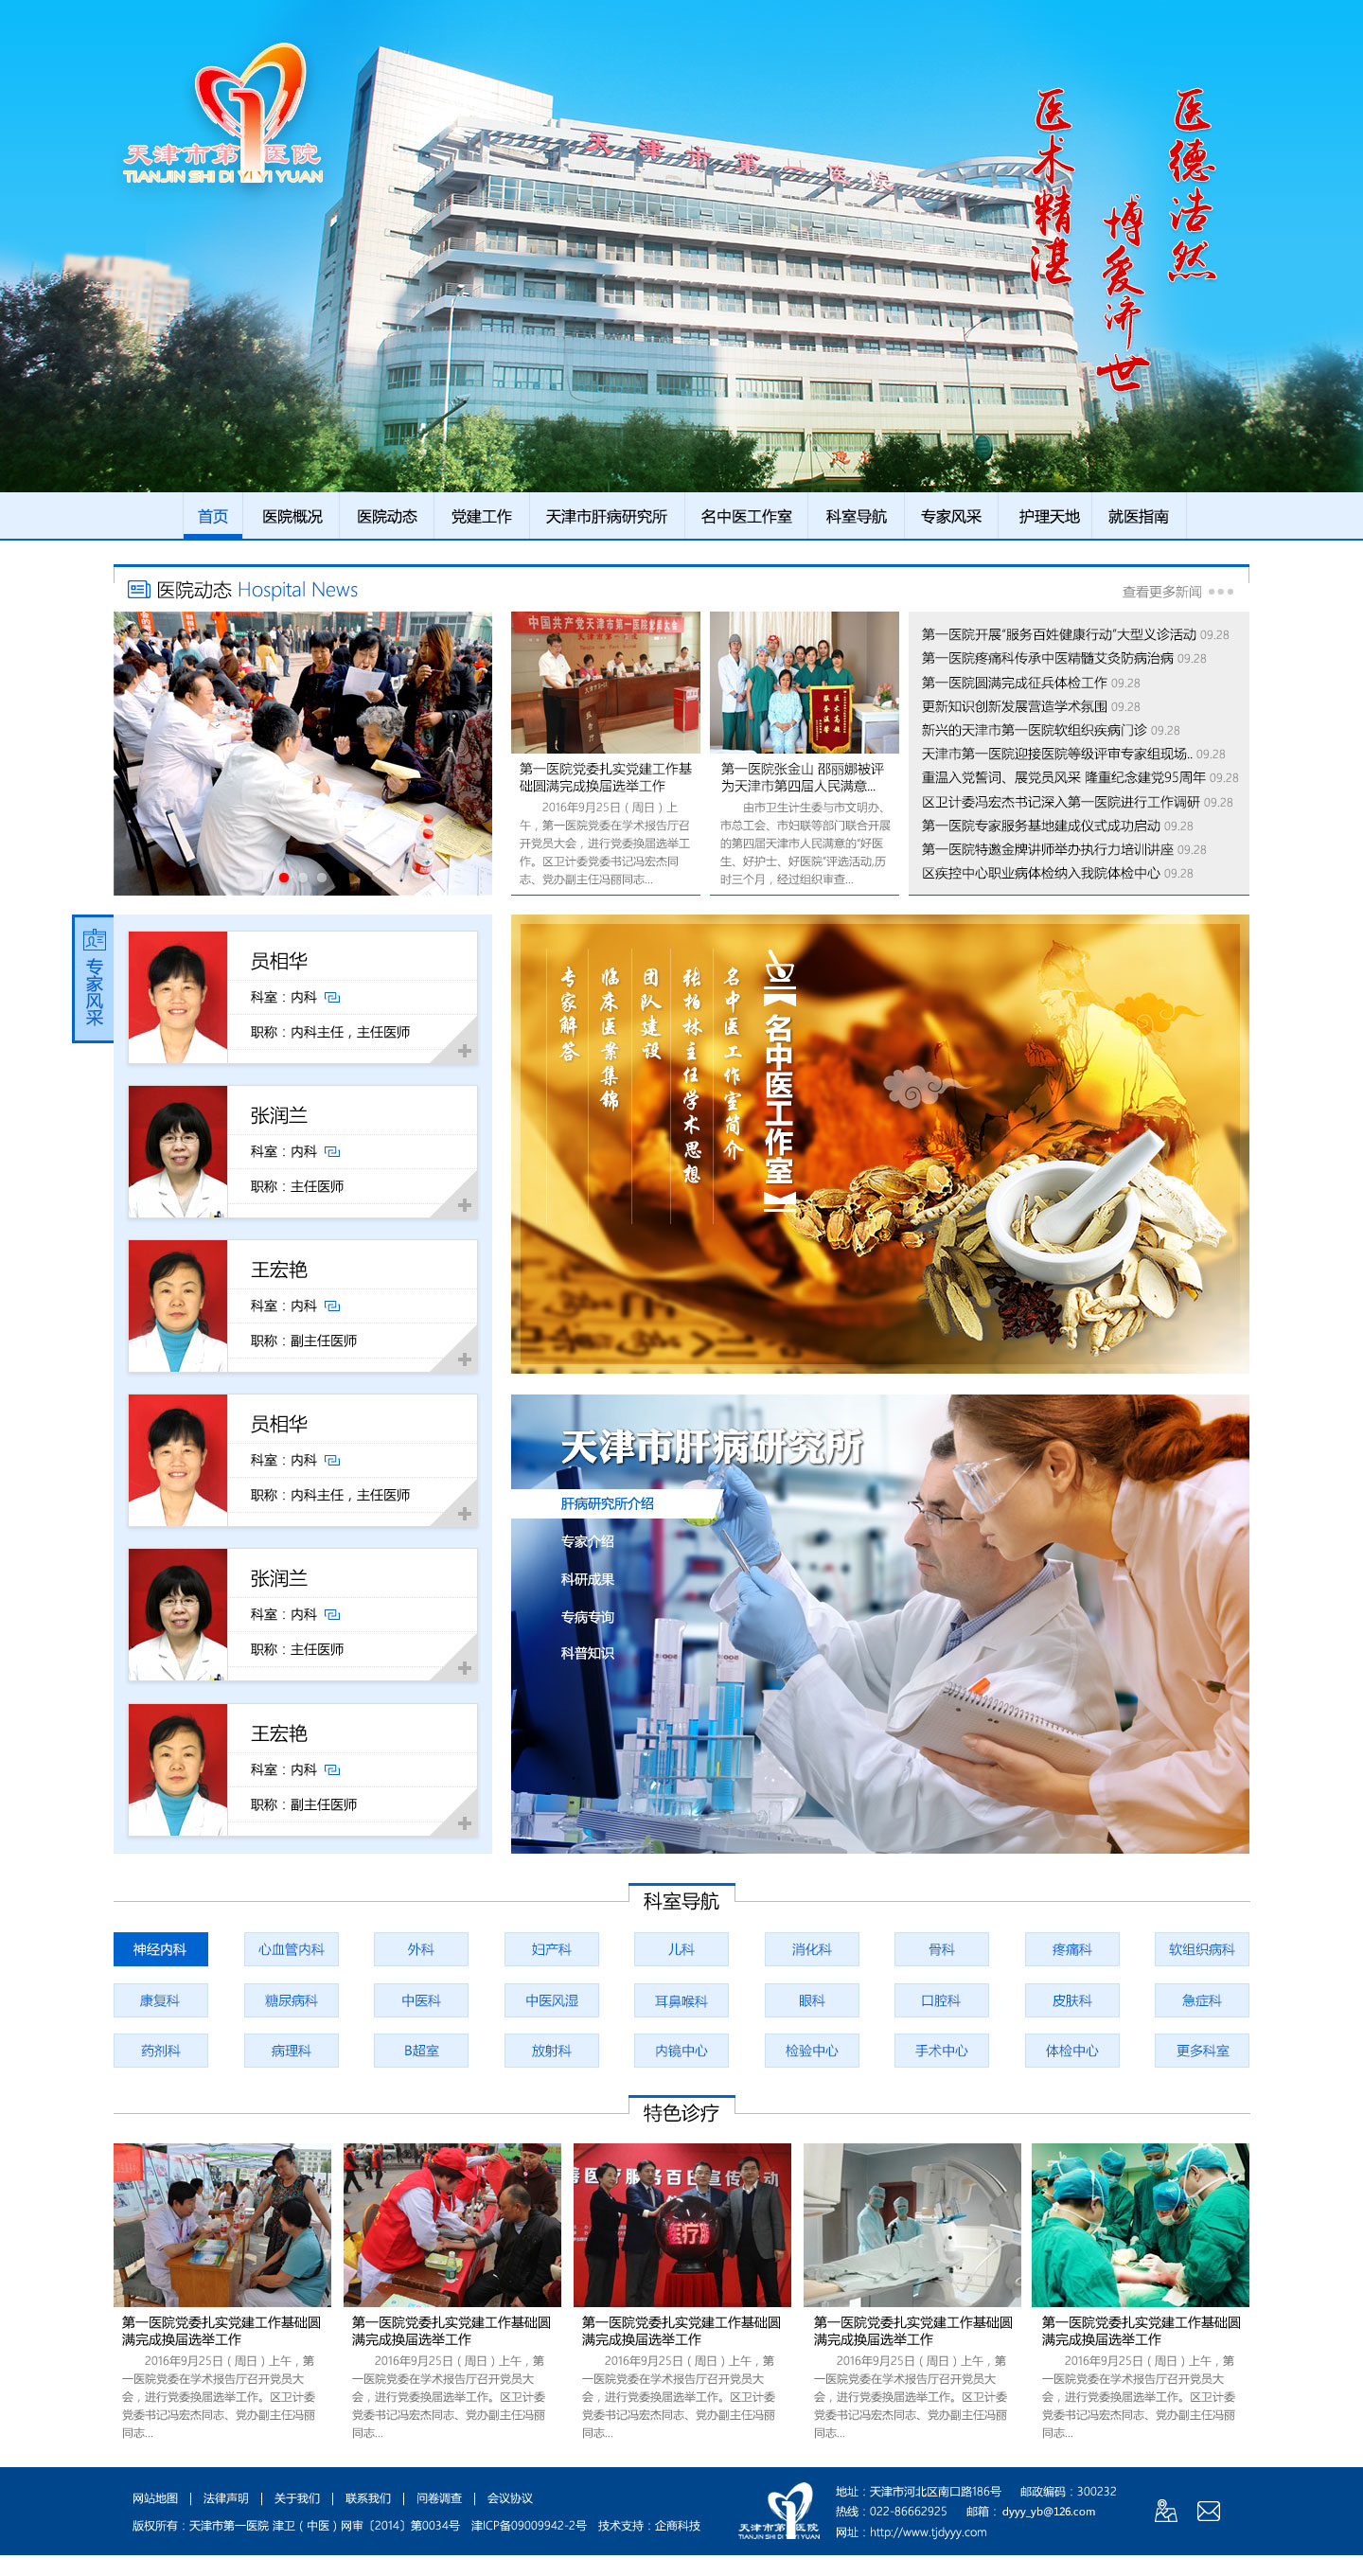 天津市第一医院
TIANJIN SHI DI YI YI YUAN
天津市第一医院
医德浩然
博爱济世
医术精湛
首页 医院概况 医院动态 党建工作 天津市肝病研究所 名中医工作室 科室导航 专家风采 护理天地 就医指南
医院动态 Hospital News
查看更多新闻
中国共产党天津市第一医院党员大会
第一医院党委扎实党建工作基
础圆满完成换届选举工作
2016年9月25日（周日）上
午，第一医院党委在学术报告厅召
开党员大会，进行党委换届选举工
作。区卫计委党委书记冯宏杰同
志、党办副主任冯丽同志...
第一医院张金山 邵丽娜被评
为天津市第四届人民满意...
由市卫生计生委与市文明办、
市总工会、市妇联等部门联合开展
的第四届天津市人民满意的“好医
生、好护士、好医院”评选活动,历
时三个月，经过组织审查...
第一医院开展“服务百姓健康行动”大型义诊活动 09.28
第一医院疼痛科传承中医精髓艾灸防病治病 09.28
第一医院圆满完成征兵体检工作 09.28
更新知识创新发展营造学术氛围 09.28
新兴的天津市第一医院软组织疾病门诊 09.28
天津市第一医院迎接医院等级评审专家组现场.. 09.28
重温入党誓词、展党员风采 隆重纪念建党95周年 09.28
区卫计委冯宏杰书记深入第一医院进行工作调研 09.28
第一医院专家服务基地建成仪式成功启动 09.28
第一医院特邀金牌讲师举办执行力培训讲座 09.28
区疾控中心职业病体检纳入我院体检中心 09.28
专家风采
员相华
科室：内科
职称：内科主任，主任医师
张润兰
科室：内科
职称：主任医师
王宏艳
科室：内科
职称：副主任医师
员相华
科室：内科
职称：内科主任，主任医师
张润兰
科室：内科
职称：主任医师
王宏艳
科室：内科
职称：副主任医师
名中医工作室
名中医工作室简介
张柏林主任学术思想
团队建设
临床医案集锦
专家解答
天津市肝病研究所
肝病研究所介绍
专家介绍
科研成果
专病专询
科普知识
科室导航
神经内科 心血管内科 外科 妇产科 儿科 消化科 骨科 疼痛科 软组织病科
康复科 糖尿病科 中医科 中医风湿 耳鼻喉科 眼科 口腔科 皮肤科 急症科
药剂科 病理科 B超室 放射科 内镜中心 检验中心 手术中心 体检中心 更多科室
特色诊疗
第一医院党委扎实党建工作基础圆
满完成换届选举工作
2016年9月25日（周日）上午，第
一医院党委在学术报告厅召开党员大
会，进行党委换届选举工作。区卫计委
党委书记冯宏杰同志、党办副主任冯丽
同志...
第一医院党委扎实党建工作基础圆
满完成换届选举工作
2016年9月25日（周日）上午，第
一医院党委在学术报告厅召开党员大
会，进行党委换届选举工作。区卫计委
党委书记冯宏杰同志、党办副主任冯丽
同志...
第一医院党委扎实党建工作基础圆
满完成换届选举工作
2016年9月25日（周日）上午，第
一医院党委在学术报告厅召开党员大
会，进行党委换届选举工作。区卫计委
党委书记冯宏杰同志、党办副主任冯丽
同志...
第一医院党委扎实党建工作基础圆
满完成换届选举工作
2016年9月25日（周日）上午，第
一医院党委在学术报告厅召开党员大
会，进行党委换届选举工作。区卫计委
党委书记冯宏杰同志、党办副主任冯丽
同志...
第一医院党委扎实党建工作基础圆
满完成换届选举工作
2016年9月25日（周日）上午，第
一医院党委在学术报告厅召开党员大
会，进行党委换届选举工作。区卫计委
党委书记冯宏杰同志、党办副主任冯丽
同志...
网站地图 | 法律声明 | 关于我们 | 联系我们 | 问卷调查 | 会议协议
版权所有：天津市第一医院 津卫（中医）网审〔2014〕第0034号 津ICP备09009942-2号 技术支持：企商科技
天津市第一医院
TIANJIN SHI DI YI YI YUAN
地址：天津市河北区南口路186号 邮政编码：300232
热线：022-86662925 邮箱： dyyy_yb@126.com
网址：http://www.tjdyyy.com